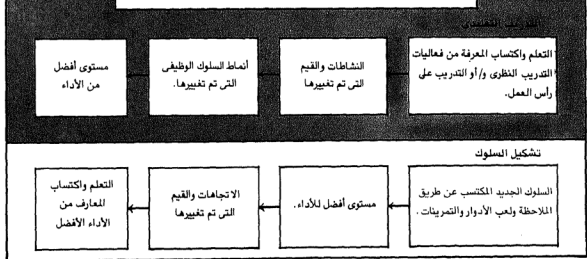 التعلم واكتساب المعرفة من فعاليات
التدريب النظرى و/أو التدريب على
رأس العمل.
النشاطات والقيم
التى تم تغييرها
أنماط السلوك الوظيفى
التى تم تغييرها.
مستوى أفضل
من الأداء
تشكيل السلوك
السلوك الجديد المكتسب عن طريق
الملاحظة ولعب الأدوار والتمرينات .
مستوى أفضل للأداء.
الاتجاهات والقيم
التى تم تغييرها
التعلم واكتساب
المعارف من
الأداء الأفضل